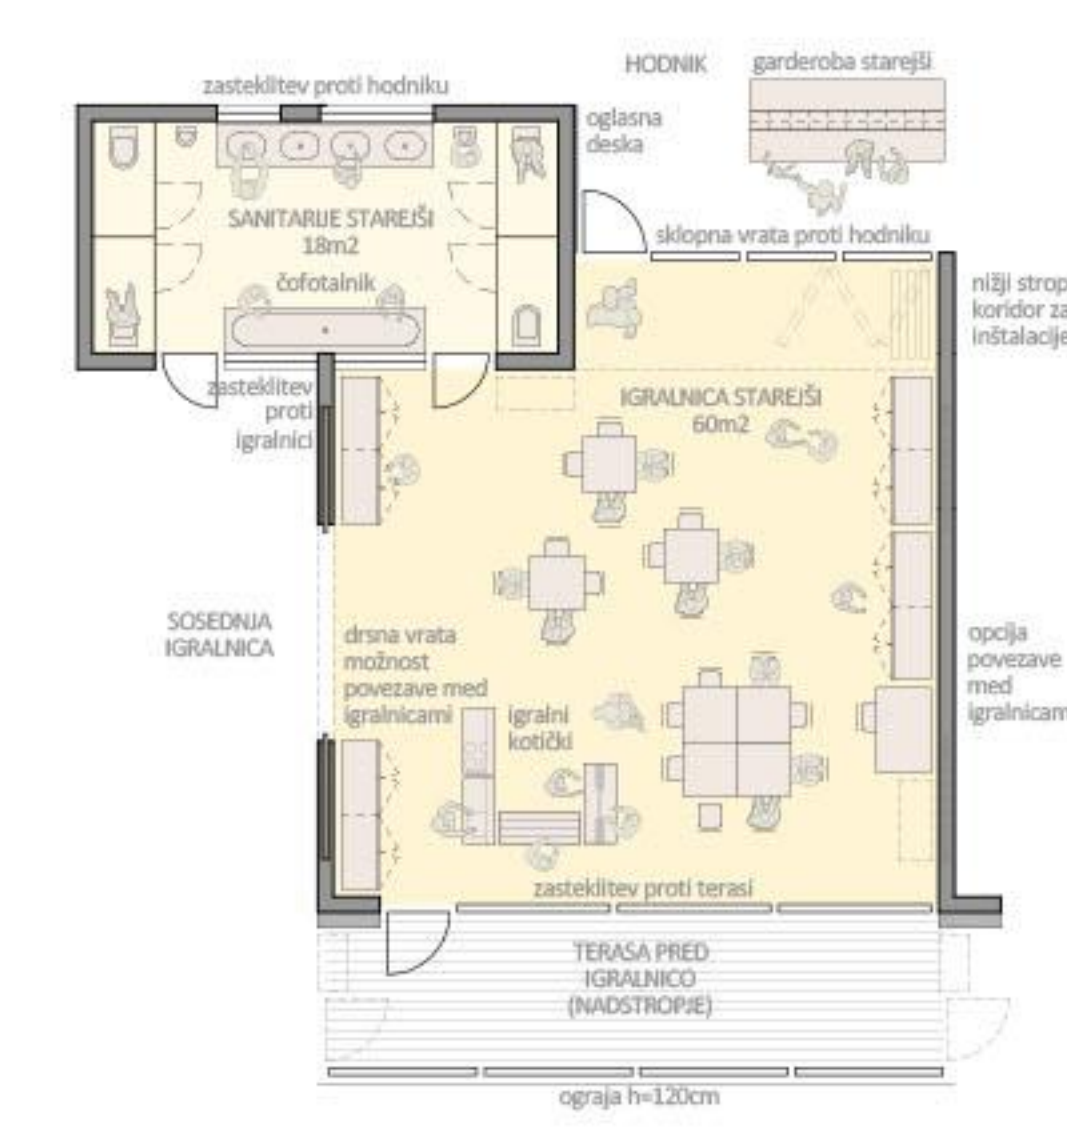 HODNIK
garderoba starejši
zasteklitev proti hodniku
oglasna
deska
SANITARIJE STAREJŠI
18m2
sklopna vrata proti hodniku
čofotalnik
nižji strop
koridor za
inštalacije
zasteklitev
proti
igralnici
IGRALNICA STAREJŠI
60m2
SOSEDNJA
IGRALNICA
drsna vrata
možnost
povezave med
igralnicami
igralni
kotički
opcija
povezave
med
igralnicam
zasteklitev proti terasi
TERASA PRED
IGRALNICO
(NADSTROPJE)
ograja h=120cm